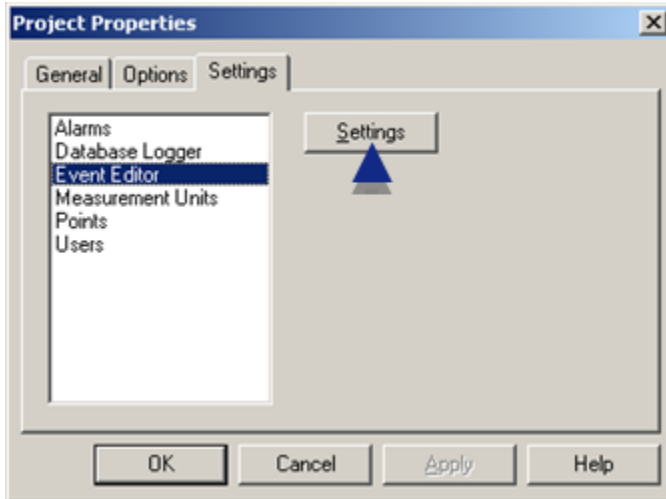 Project Properties
General Options Settings
Alarms
Database Logger
Event Editor
Measurement Units
Points
Users
Settings
OK Cancel Apply Help